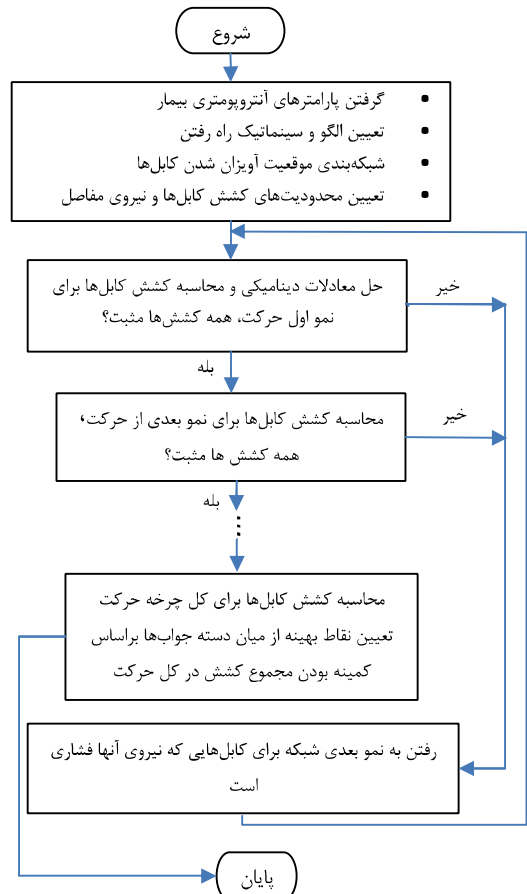 شروع
▪ گرفتن پارامترهای آنتروپومتری بیمار
▪ تعیین الگو و سینماتیک راه رفتن
▪ شبکه‌بندی موقعیت آویزان شدن کابل‌ها
▪ تعیین محدودیت‌های کشش کابل‌ها و نیروی مفاصل
حل معادلات دینامیکی و محاسبه کشش کابل‌ها برای
نمو اول حرکت، همه کشش‌ها مثبت؟
خیر
بله
محاسبه کشش کابل‌ها برای نمو بعدی از حرکت،
همه کشش ها مثبت؟
خیر
بله
...
محاسبه کشش کابل‌ها برای کل چرخه حرکت
تعیین نقاط بهینه از میان دسته جواب‌ها براساس
کمینه بودن مجموع کشش در کل حرکت
رفتن به نمو بعدی شبکه برای کابل‌هایی که نیروی آنها فشاری
است
پایان